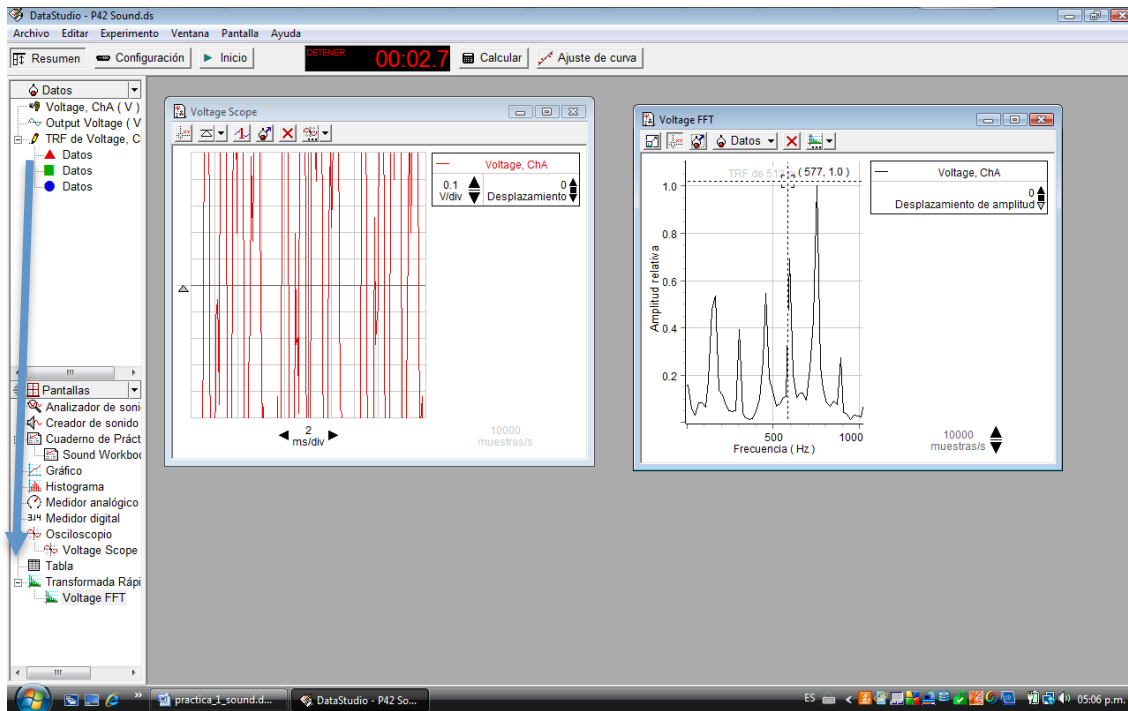 DataStudio - P42 Sound.ds
Archivo Editar Experimento Ventana Pantalla Ayuda
Resumen Configuración Inicio DETENER 00:02.7 Calcular Ajuste de curva
Datos
Voltage, ChA ( V )
Output Voltage ( V
TRF de Voltage, C
Datos
Datos
Datos
Pantallas
Analizador de soni
Creador de sonido
Cuaderno de Práct
Sound Workboo
Gráfico
Histograma
Medidor analógico
3.14 Medidor digital
Osciloscopio
Voltage Scope
Tabla
Transformada Rápi
Voltage FFT
Voltage Scope
Voltage, ChA
0.1
V/div
0
Desplazamiento
2
ms/div
10000
muestras/s
Voltage FFT
Datos
TRF de 512
( 577, 1.0 )
Voltage, ChA
0
Desplazamiento de amplitud
1.0
0.8
0.6
0.4
0.2
Amplitud relativa
500
1000
Frecuencia ( Hz )
10000
muestras/s
practica_1_sound.d...
DataStudio - P42 So...
ES
05:06 p.m.